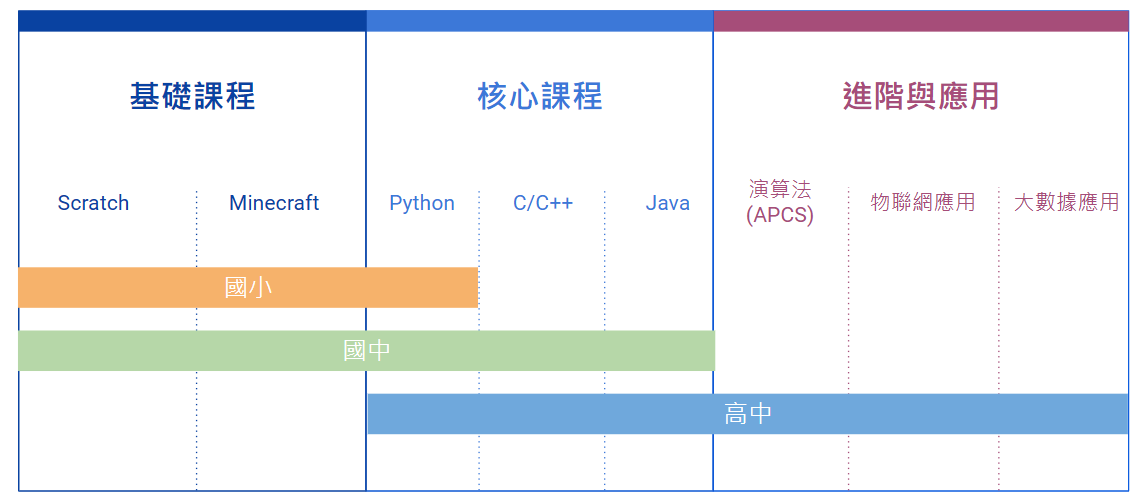 基礎課程
核心課程
進階與應用
Scratch
Minecraft
Python
C/C++
Java
演算法
(APCS)
物聯網應用
大數據應用
國小
國中
高中